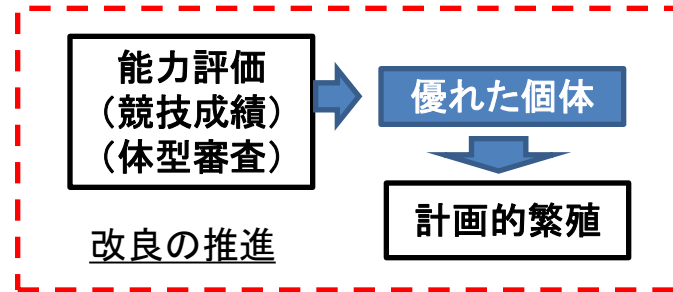 能力評価
（競技成績）
（体型審査）
優れた個体
計画的繁殖
改良の推進